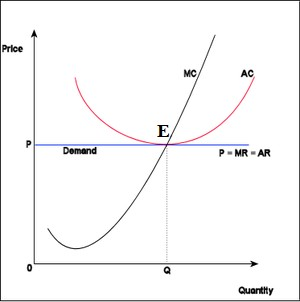 Price
MC
AC
E
P
Demand
P = MR = AR
0
Q
Quantity